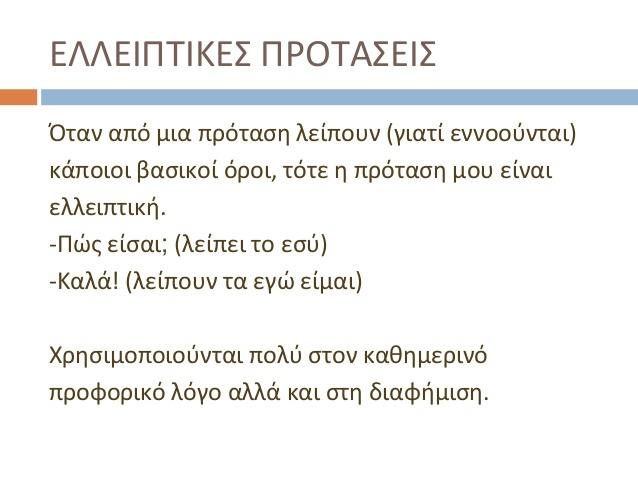 ΕΛΛΕΙΠΤΙΚΕΣ ΠΡΟΤΑΣΕΙΣ
Όταν από μια πρόταση λείπουν (γιατί εννοούνται)
κάποιοι βασικοί όροι, τότε η πρόταση μου είναι
ελλειπτική.
-Πώς είσαι; (λείπει το εσύ)
-Καλά! (λείπουν τα εγώ είμαι)
Χρησιμοποιούνται πολύ στον καθημερινό
προφορικό λόγο αλλά και στη διαφήμιση.